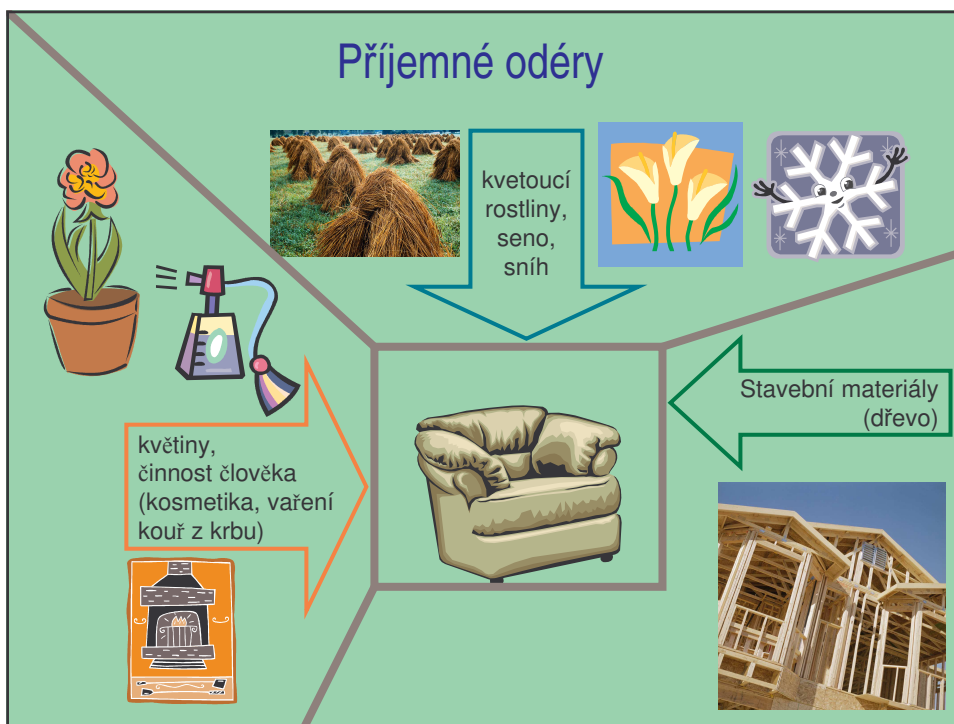 Příjemné odéry
kvetoucí
rostliny,
seno,
sníh
Stavební materiály
(dřevo)
květiny,
činnost člověka
(kosmetika, vaření
kouř z krbu)